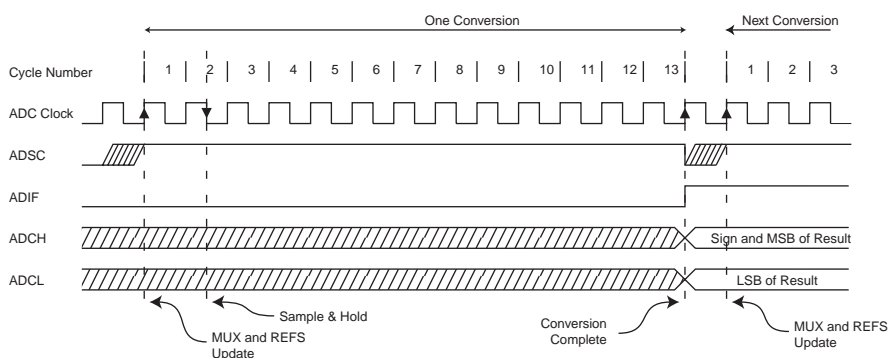 One Conversion
Next Conversion
Cycle Number 1 2 3 4 5 6 7 8 9 10 11 12 13 1 2 3
ADC Clock
ADSC
ADIF
ADCH
Sign and MSB of Result
ADCL
LSB of Result
Sample & Hold
MUX and REFS
Update
Conversion
Complete
MUX and REFS
Update